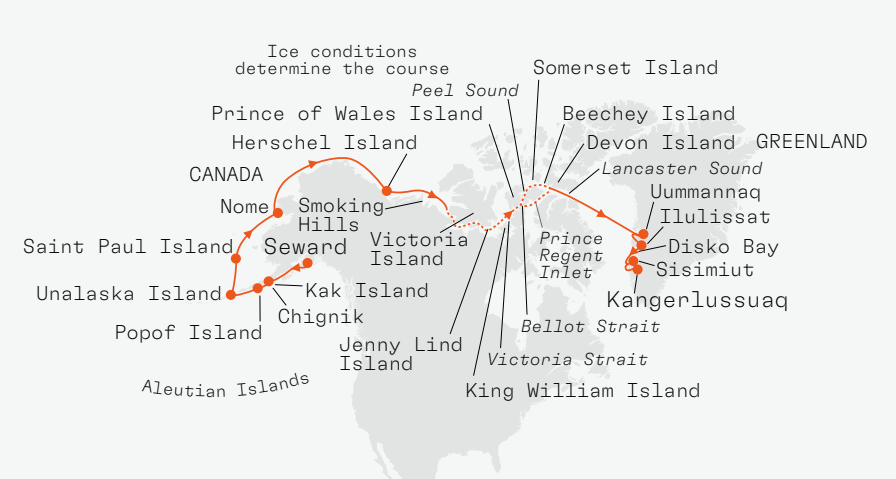 Ice conditions
determine the course
Somerset Island
Peel Sound
Prince of Wales Island
Beechey Island
Herschel Island
Devon Island
GREENLAND
Lancaster Sound
CANADA
Uummannaq
Nome
Smoking
Hills
Ilulissat
Saint Paul Island
Seward
Victoria
Island
Prince
Regent
Inlet
Disko Bay
Sisimiut
Unalaska Island
Kak Island
Kangerlussuaq
Chignik
Popof Island
Bellot Strait
Jenny Lind
Island
Victoria Strait
Aleutian Islands
King William Island